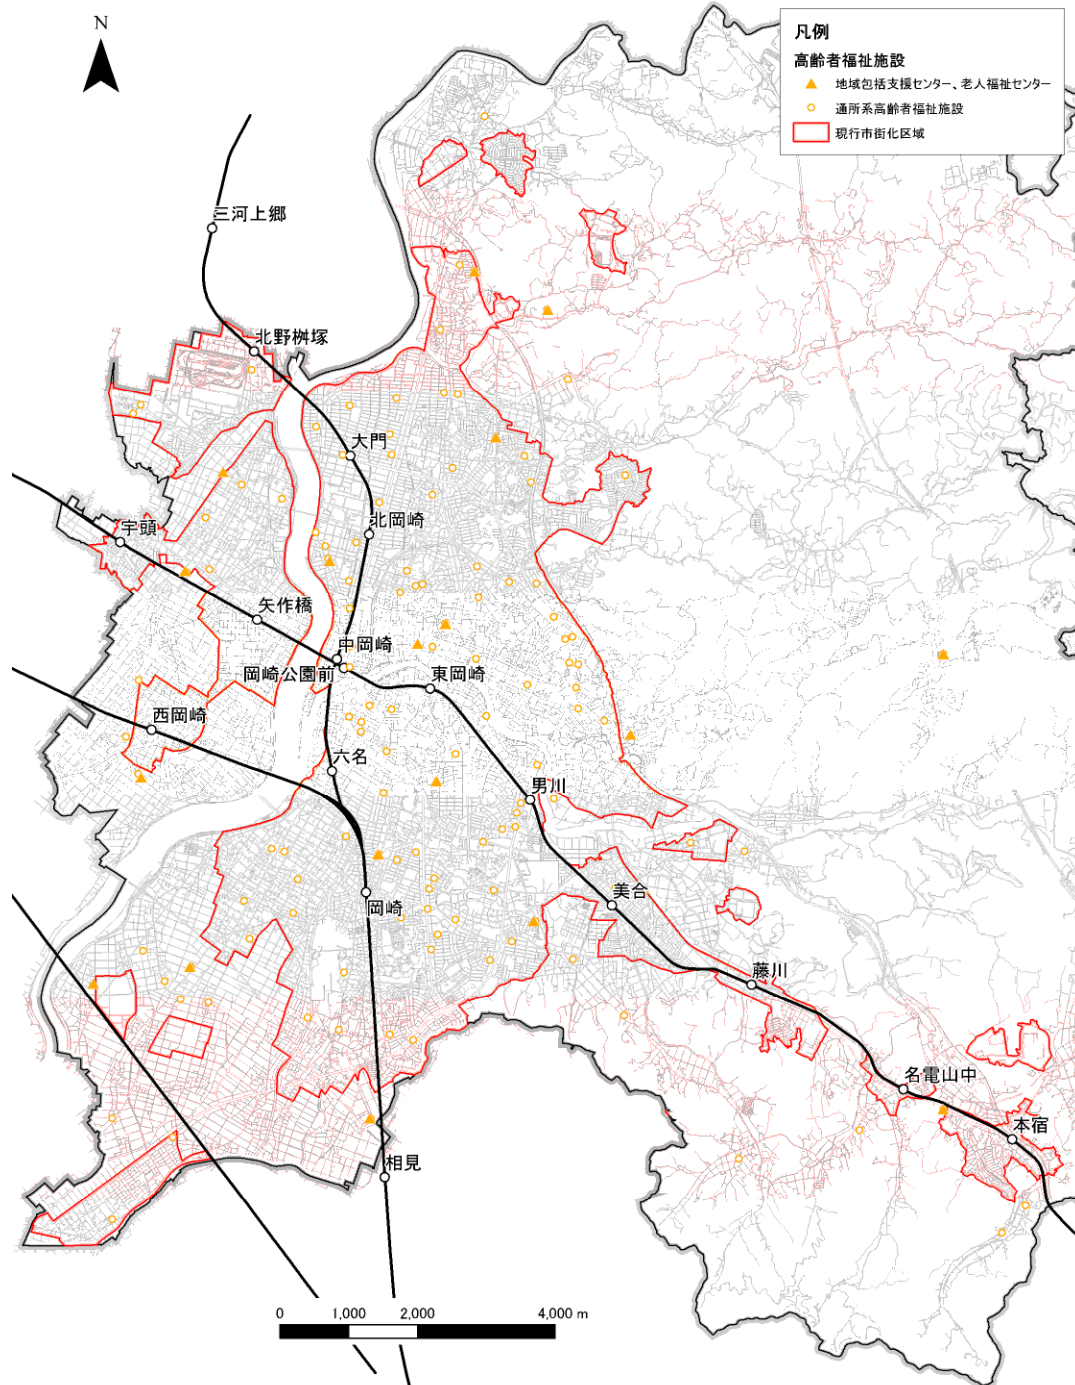 N
凡例
高齢者福祉施設
地域包括支援センター、老人福祉センター
通所系高齢者福祉施設
現行市街化区域
三河上郷
北野桝塚
大門
北岡崎
宇頭
矢作橋
中岡崎
岡崎公園前
東岡崎
西岡崎
六名
男川
岡崎
美合
藤川
名電山中
本宿
相見
0 1,000 2,000 4,000 m